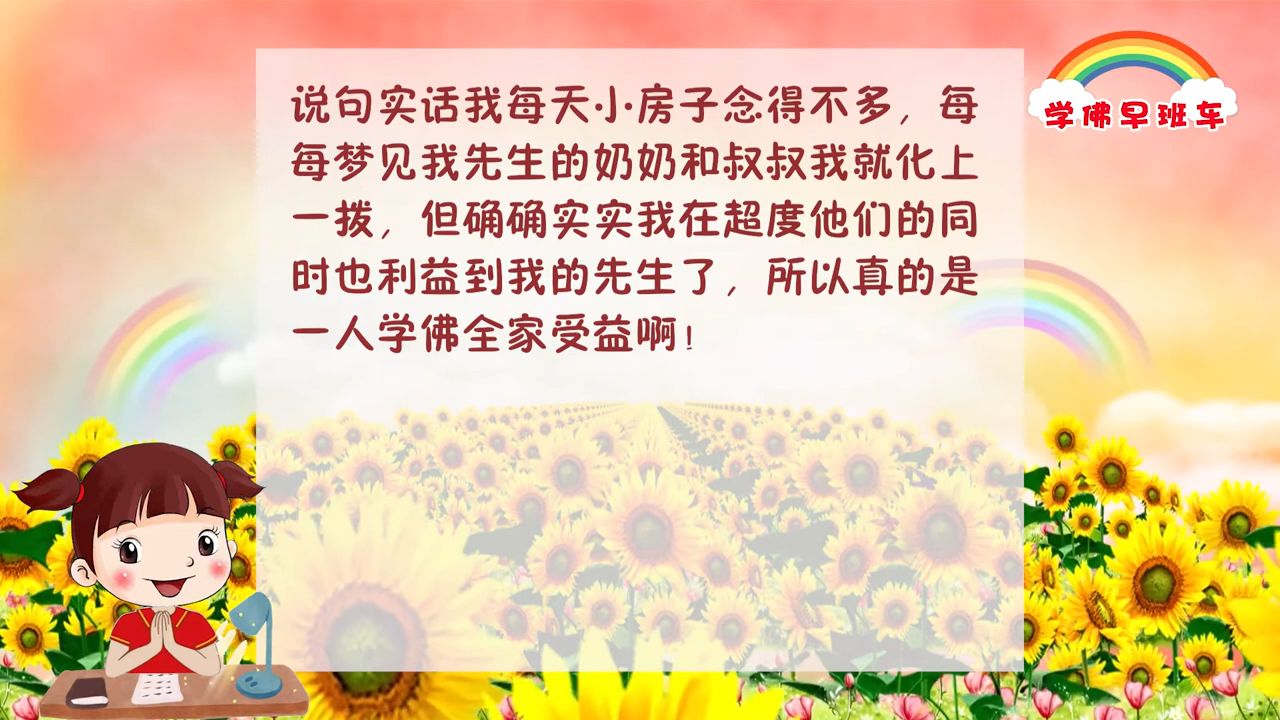 学佛早班车
说句实话我每天小房子念得不多，每
每梦见我先生的奶奶和叔叔我就化上
一拨，但确确实实我在超度他们的同
时也利益到我的先生了，所以真的是
一人学佛全家受益啊！